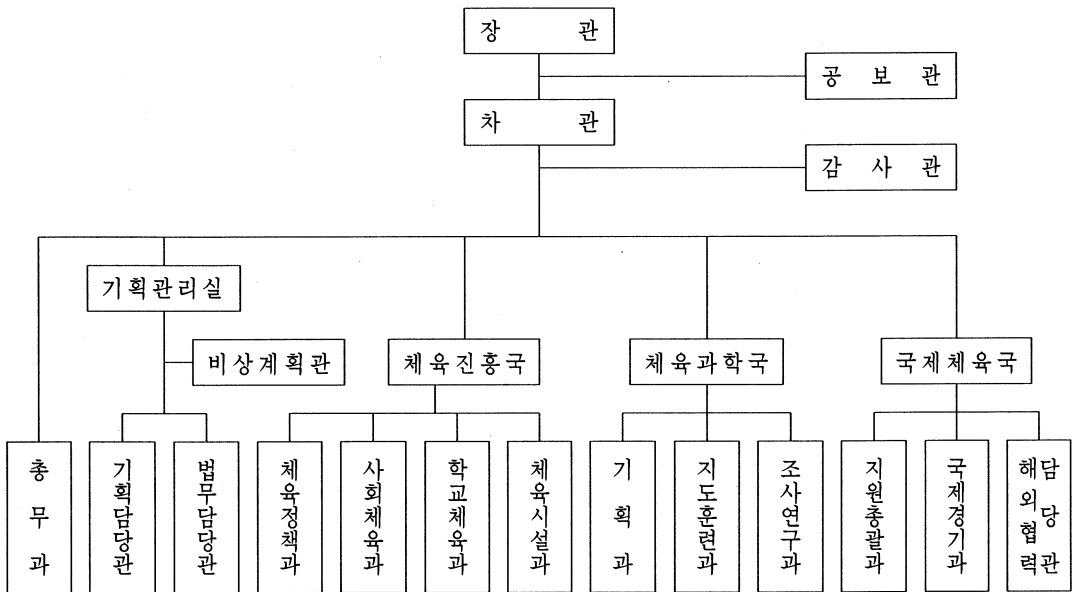 장 관
공 보 관
차 관
감 사 관
기획관리실
비상계획관
체육진흥국
체육과학국
국제체육국
총무과
기획담당관
법무담당관
체육정책과
사회체육과
학교체육과
체육시설과
기획과
지도훈련과
조사연구과
지원총괄과
국제경기과
해외협력담당관